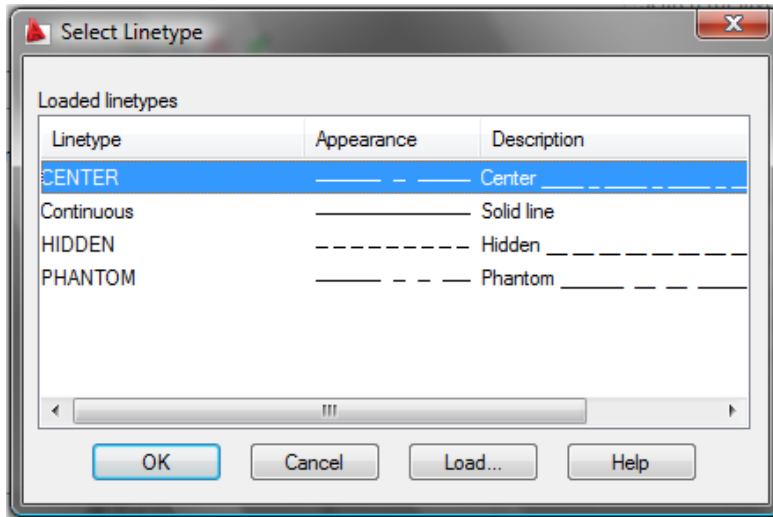 Select Linetype
Loaded linetypes
Linetype Appearance Description
CENTER Center
Continuous Solid line
HIDDEN Hidden
PHANTOM Phantom
OK Cancel Load... Help